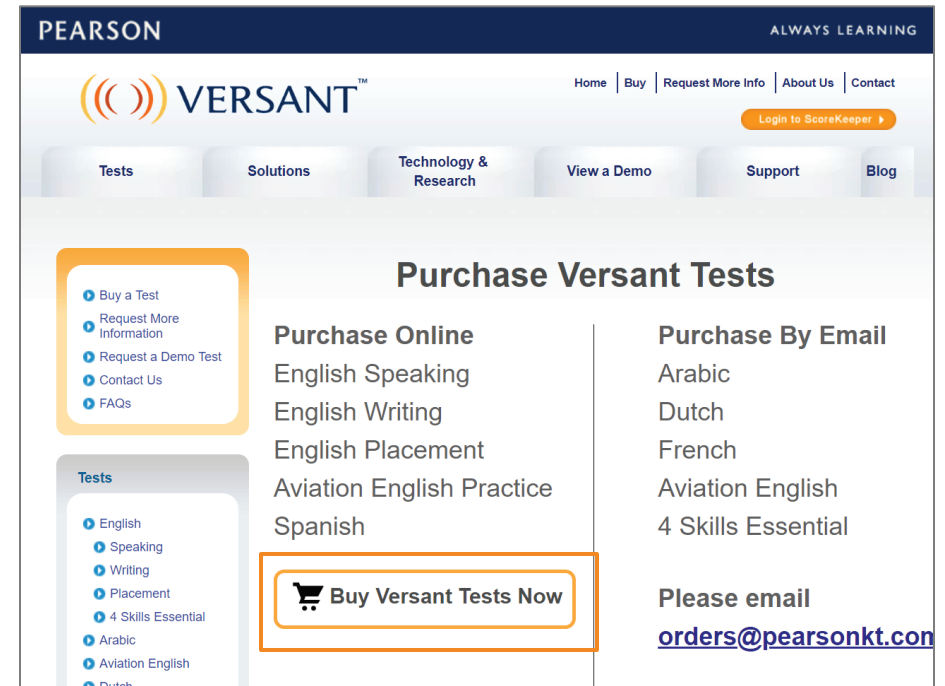 PEARSON
ALWAYS LEARNING
VERSANT™
Home
Buy
Request More Info
About Us
Contact
Login to ScoreKeeper
Tests
Solutions
Technology &
Research
View a Demo
Support
Blog
Buy a Test
Request More
Information
Request a Demo Test
Contact Us
FAQs
Tests
English
Speaking
Writing
Placement
4 Skills Essential
Arabic
Aviation English
Dutch
Purchase Versant Tests
Purchase Online
English Speaking
English Writing
English Placement
Aviation English Practice
Spanish
Buy Versant Tests Now
Purchase By Email
Arabic
Dutch
French
Aviation English
4 Skills Essential
Please email
orders@pearsonkt.com